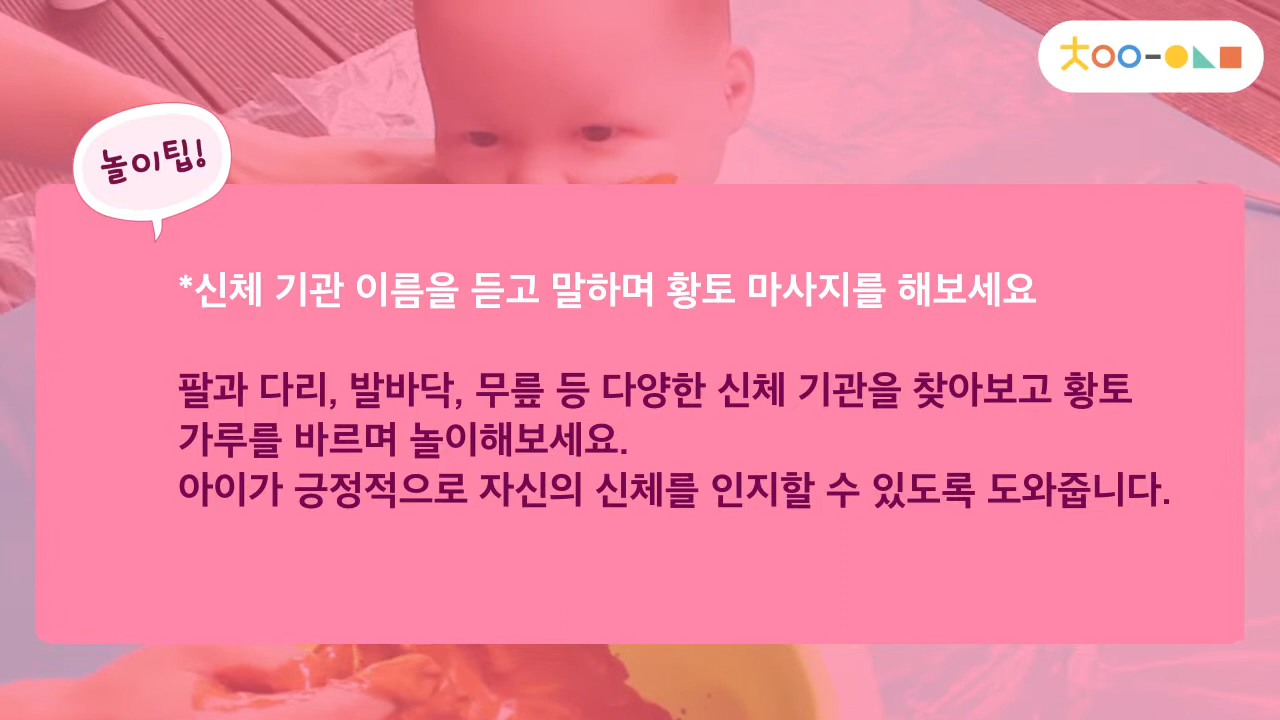 놀이팁!
*신체 기관 이름을 듣고 말하며 황토 마사지를 해보세요
팔과 다리, 발바닥, 무릎 등 다양한 신체 기관을 찾아보고 황토
가루를 바르며 놀이해보세요.
아이가 긍정적으로 자신의 신체를 인지할 수 있도록 도와줍니다.